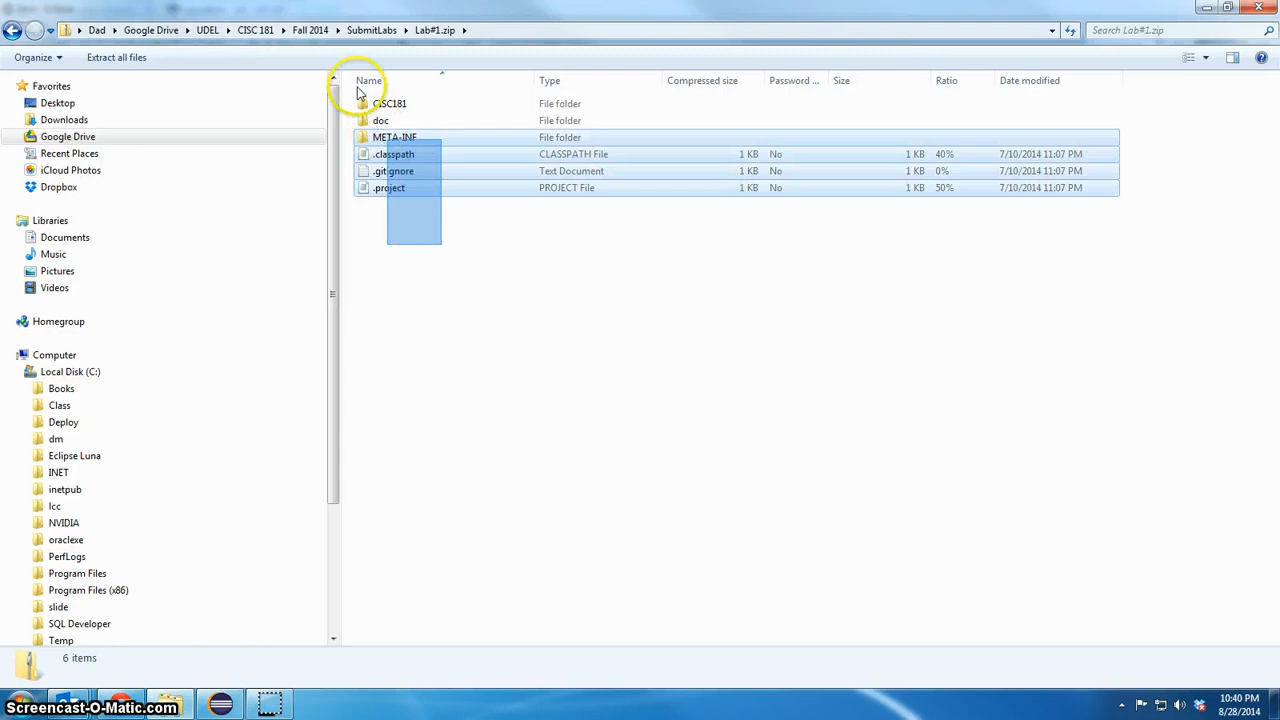 Dad Google Drive UDEL CISC 181 Fall 2014 SubmitLabs Lab#1.zip Search Lab#1.zip
Organize Extract all files
Name Type Compressed size Password ... Size Ratio Date modified
CISC181 File folder
doc File folder
META-INF File folder
.classpath CLASSPATH File 1 KB No 1 KB 40% 7/10/2014 11:07 PM
.gitignore Text Document 1 KB No 1 KB 0% 7/10/2014 11:07 PM
.project PROJECT File 1 KB No 1 KB 50% 7/10/2014 11:07 PM
Favorites
Desktop
Downloads
Google Drive
Recent Places
iCloud Photos
Dropbox
Libraries
Documents
Music
Pictures
Videos
Homegroup
Computer
Local Disk (C:)
Books
Class
Deploy
dm
Eclipse Luna
INET
inetpub
lcc
NVIDIA
oraclexe
PerfLogs
Program Files
Program Files (x86)
slide
SQL Developer
Temp
6 items
Screencast-O-Matic.com
10:40 PM
8/28/2014